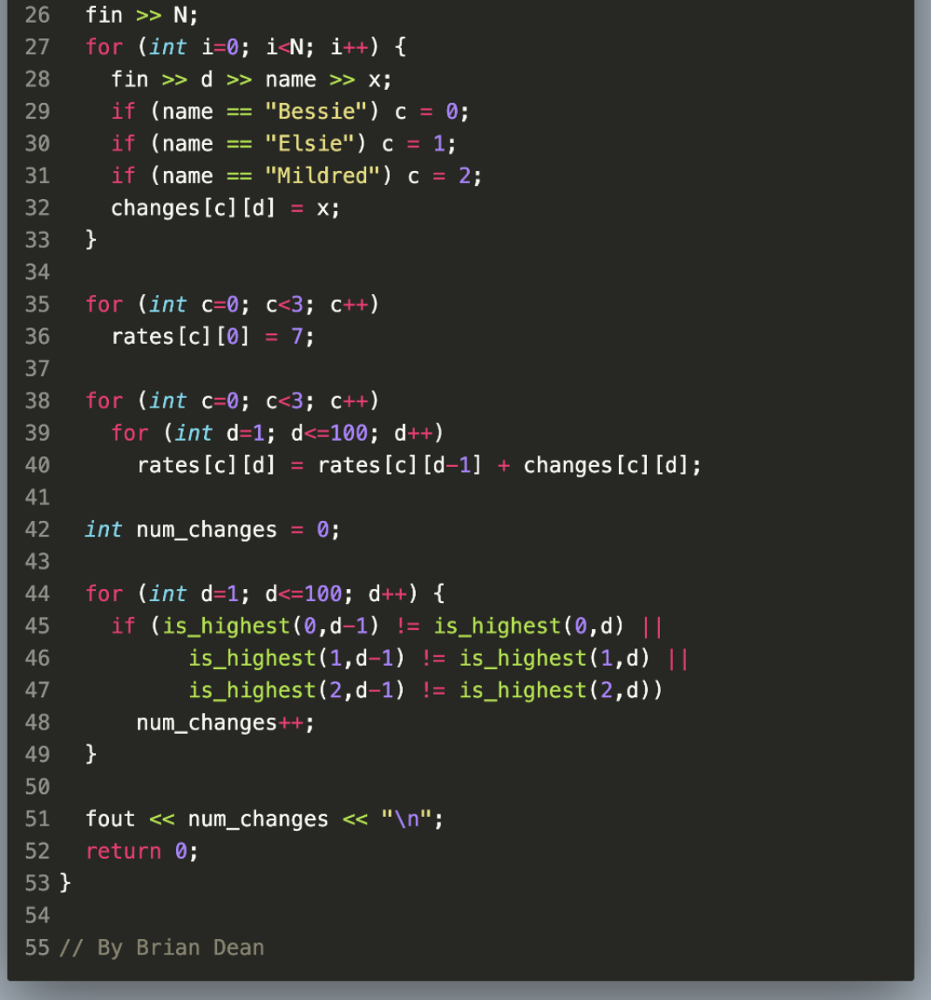 26 fin >> N;
27 for (int i=0; i<N; i++) {
28 fin >> d >> name >> x;
29 if (name == "Bessie") c = 0;
30 if (name == "Elsie") c = 1;
31 if (name == "Mildred") c = 2;
32 changes[c][d] = x;
33 }
34
35 for (int c=0; c<3; c++)
36 rates[c][0] = 7;
37
38 for (int c=0; c<3; c++)
39 for (int d=1; d<=100; d++)
40 rates[c][d] = rates[c][d-1] + changes[c][d];
41
42 int num_changes = 0;
43
44 for (int d=1; d<=100; d++) {
45 if (is_highest(0,d-1) != is_highest(0,d) ||
46 is_highest(1,d-1) != is_highest(1,d) ||
47 is_highest(2,d-1) != is_highest(2,d))
48 num_changes++;
49 }
50
51 fout << num_changes << "\n";
52 return 0;
53 }
54
55 // By Brian Dean